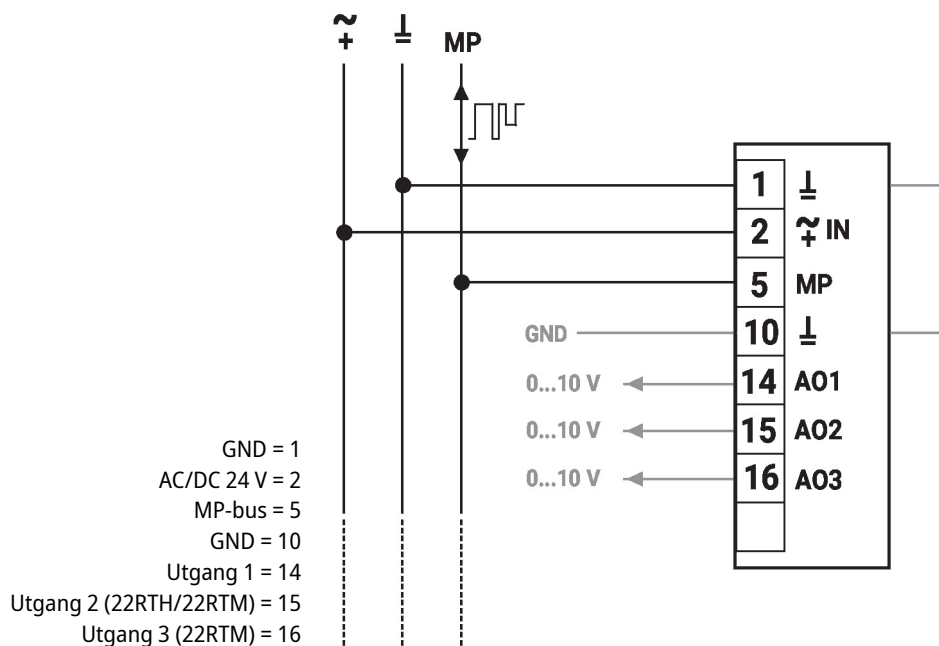 ~
+
⊥
MP
1 ⊥
2 ~
+ IN
5 MP
GND 10 ⊥
0...10 V 14 AO1
0...10 V 15 AO2
0...10 V 16 AO3
GND = 1
AC/DC 24 V = 2
MP-bus = 5
GND = 10
Utgang 1 = 14
Utgang 2 (22RTH/22RTM) = 15
Utgang 3 (22RTM) = 16